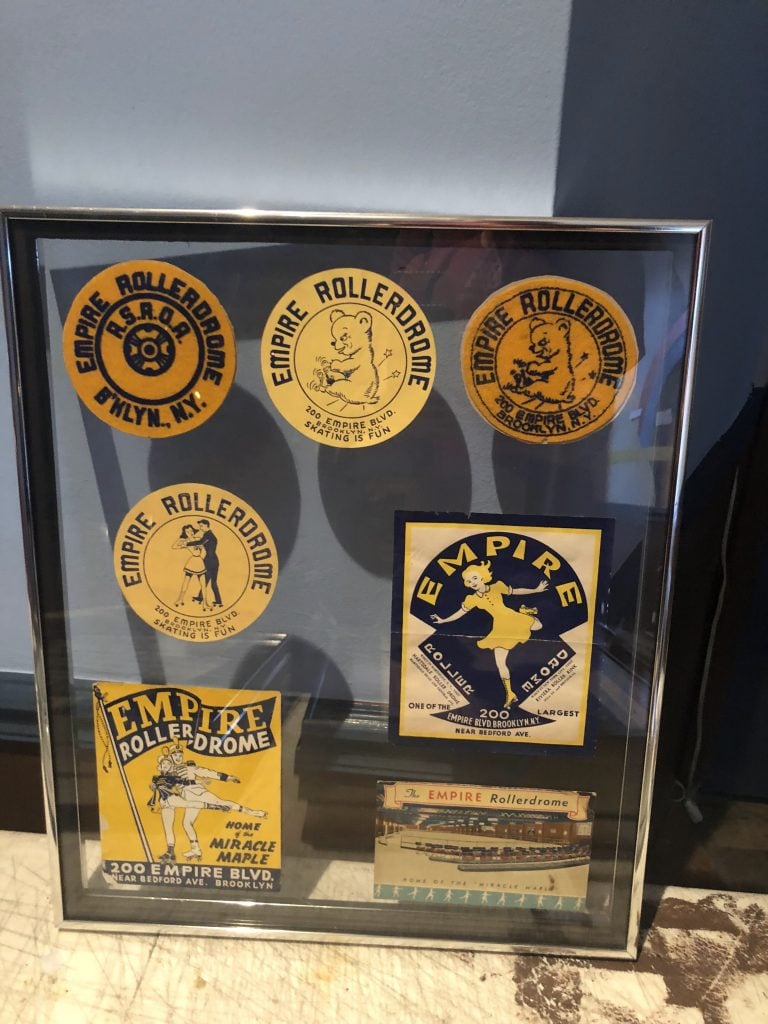 EMPIRE ROLLERDROME
R.S.R.O.A.
B'KLYN., N.Y.
EMPIRE ROLLERDROME
200 EMPIRE BLVD.
BROOKLYN, N.Y.
SKATING IS FUN
EMPIRE ROLLERDROME
200 EMPIRE BLVD.
BROOKLYN, N.Y.
EMPIRE ROLLERDROME
200 EMPIRE BLVD.
BROOKLYN, N.Y.
SKATING IS FUN
EMPIRE
ROLLER DROME
ONE OF THE LARGEST
200
EMPIRE BLVD. BROOKLYN. N.Y.
NEAR BEDFORD AVE.
EMPIRE
ROLLERDROME
HOME
of the
MIRACLE
MAPLE
200 EMPIRE BLVD.
NEAR BEDFORD AVE. BROOKLYN
The EMPIRE Rollerdrome
HOME OF THE "MIRACLE MAPLE"